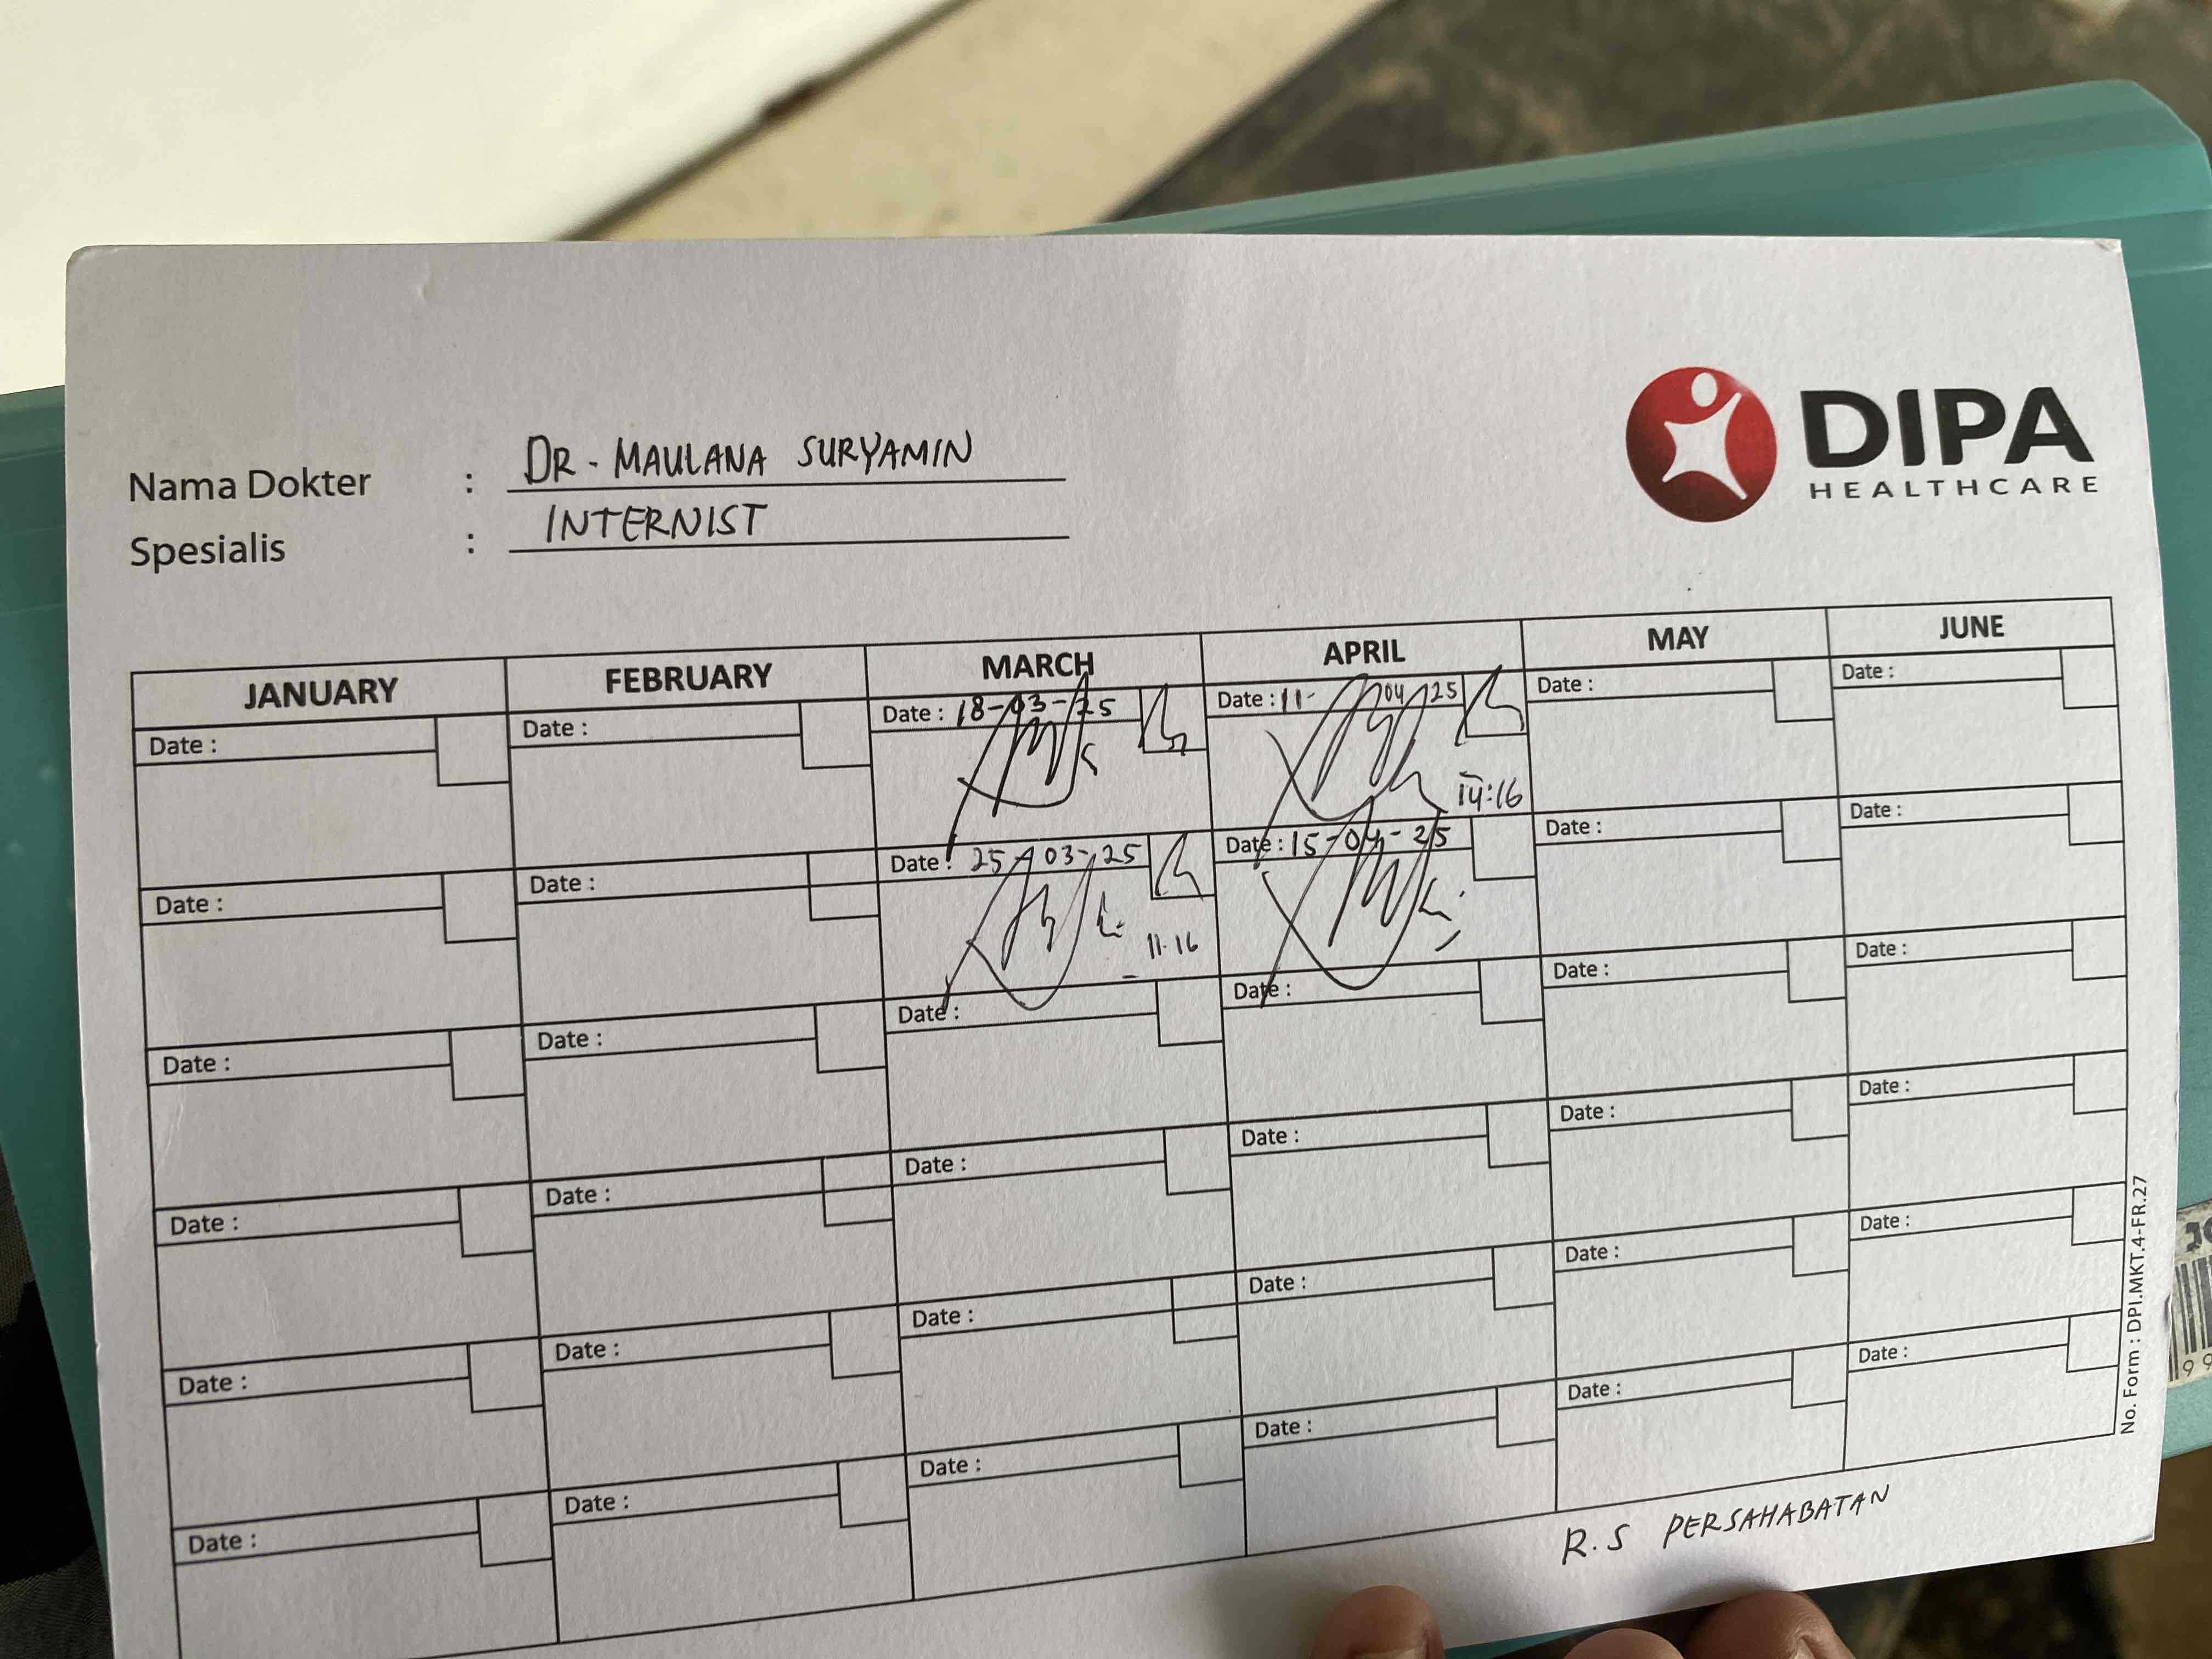 DIPA
HEALTHCARE
Nama Dokter : DR - MAULANA SURYAMIN
Spesialis : INTERNIST
JANUARY FEBRUARY MARCH APRIL MAY JUNE
Date : Date : Date : 18-03-25 Date : 11- 04 25 Date : Date :
14:16
Date : Date : Date : 25-03-25 Date : 15-04-25 Date : Date :
11.16
Date : Date : Date : Date : Date : Date :
Date : Date : Date : Date : Date : Date :
Date : Date : Date : Date : Date : Date :
Date : Date : Date : Date : Date : Date :
R.S PERSAHABATAN
No. Form : DPI.MKT.4-FR.27